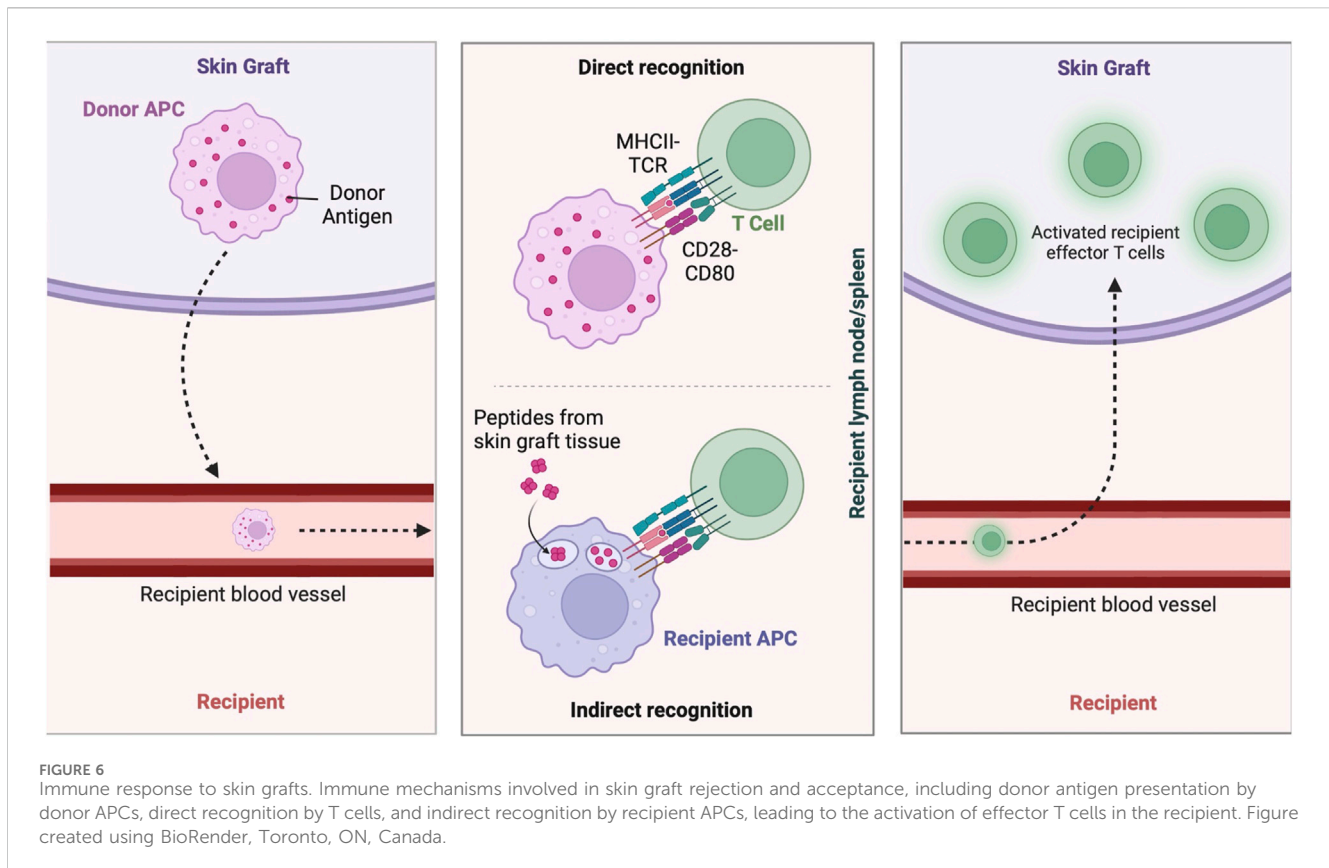 Skin Graft
Donor APC
Donor
Antigen
Recipient blood vessel
Recipient
Direct recognition
MHCII-
TCR
T Cell
CD28-
CD80
Peptides from
skin graft tissue
Recipient APC
Indirect recognition
Recipient lymph node/spleen
Skin Graft
Activated recipient
effector T cells
Recipient blood vessel
Recipient
FIGURE 6
Immune response to skin grafts. Immune mechanisms involved in skin graft rejection and acceptance, including donor antigen presentation by
donor APCs, direct recognition by T cells, and indirect recognition by recipient APCs, leading to the activation of effector T cells in the recipient. Figure
created using BioRender, Toronto, ON, Canada.